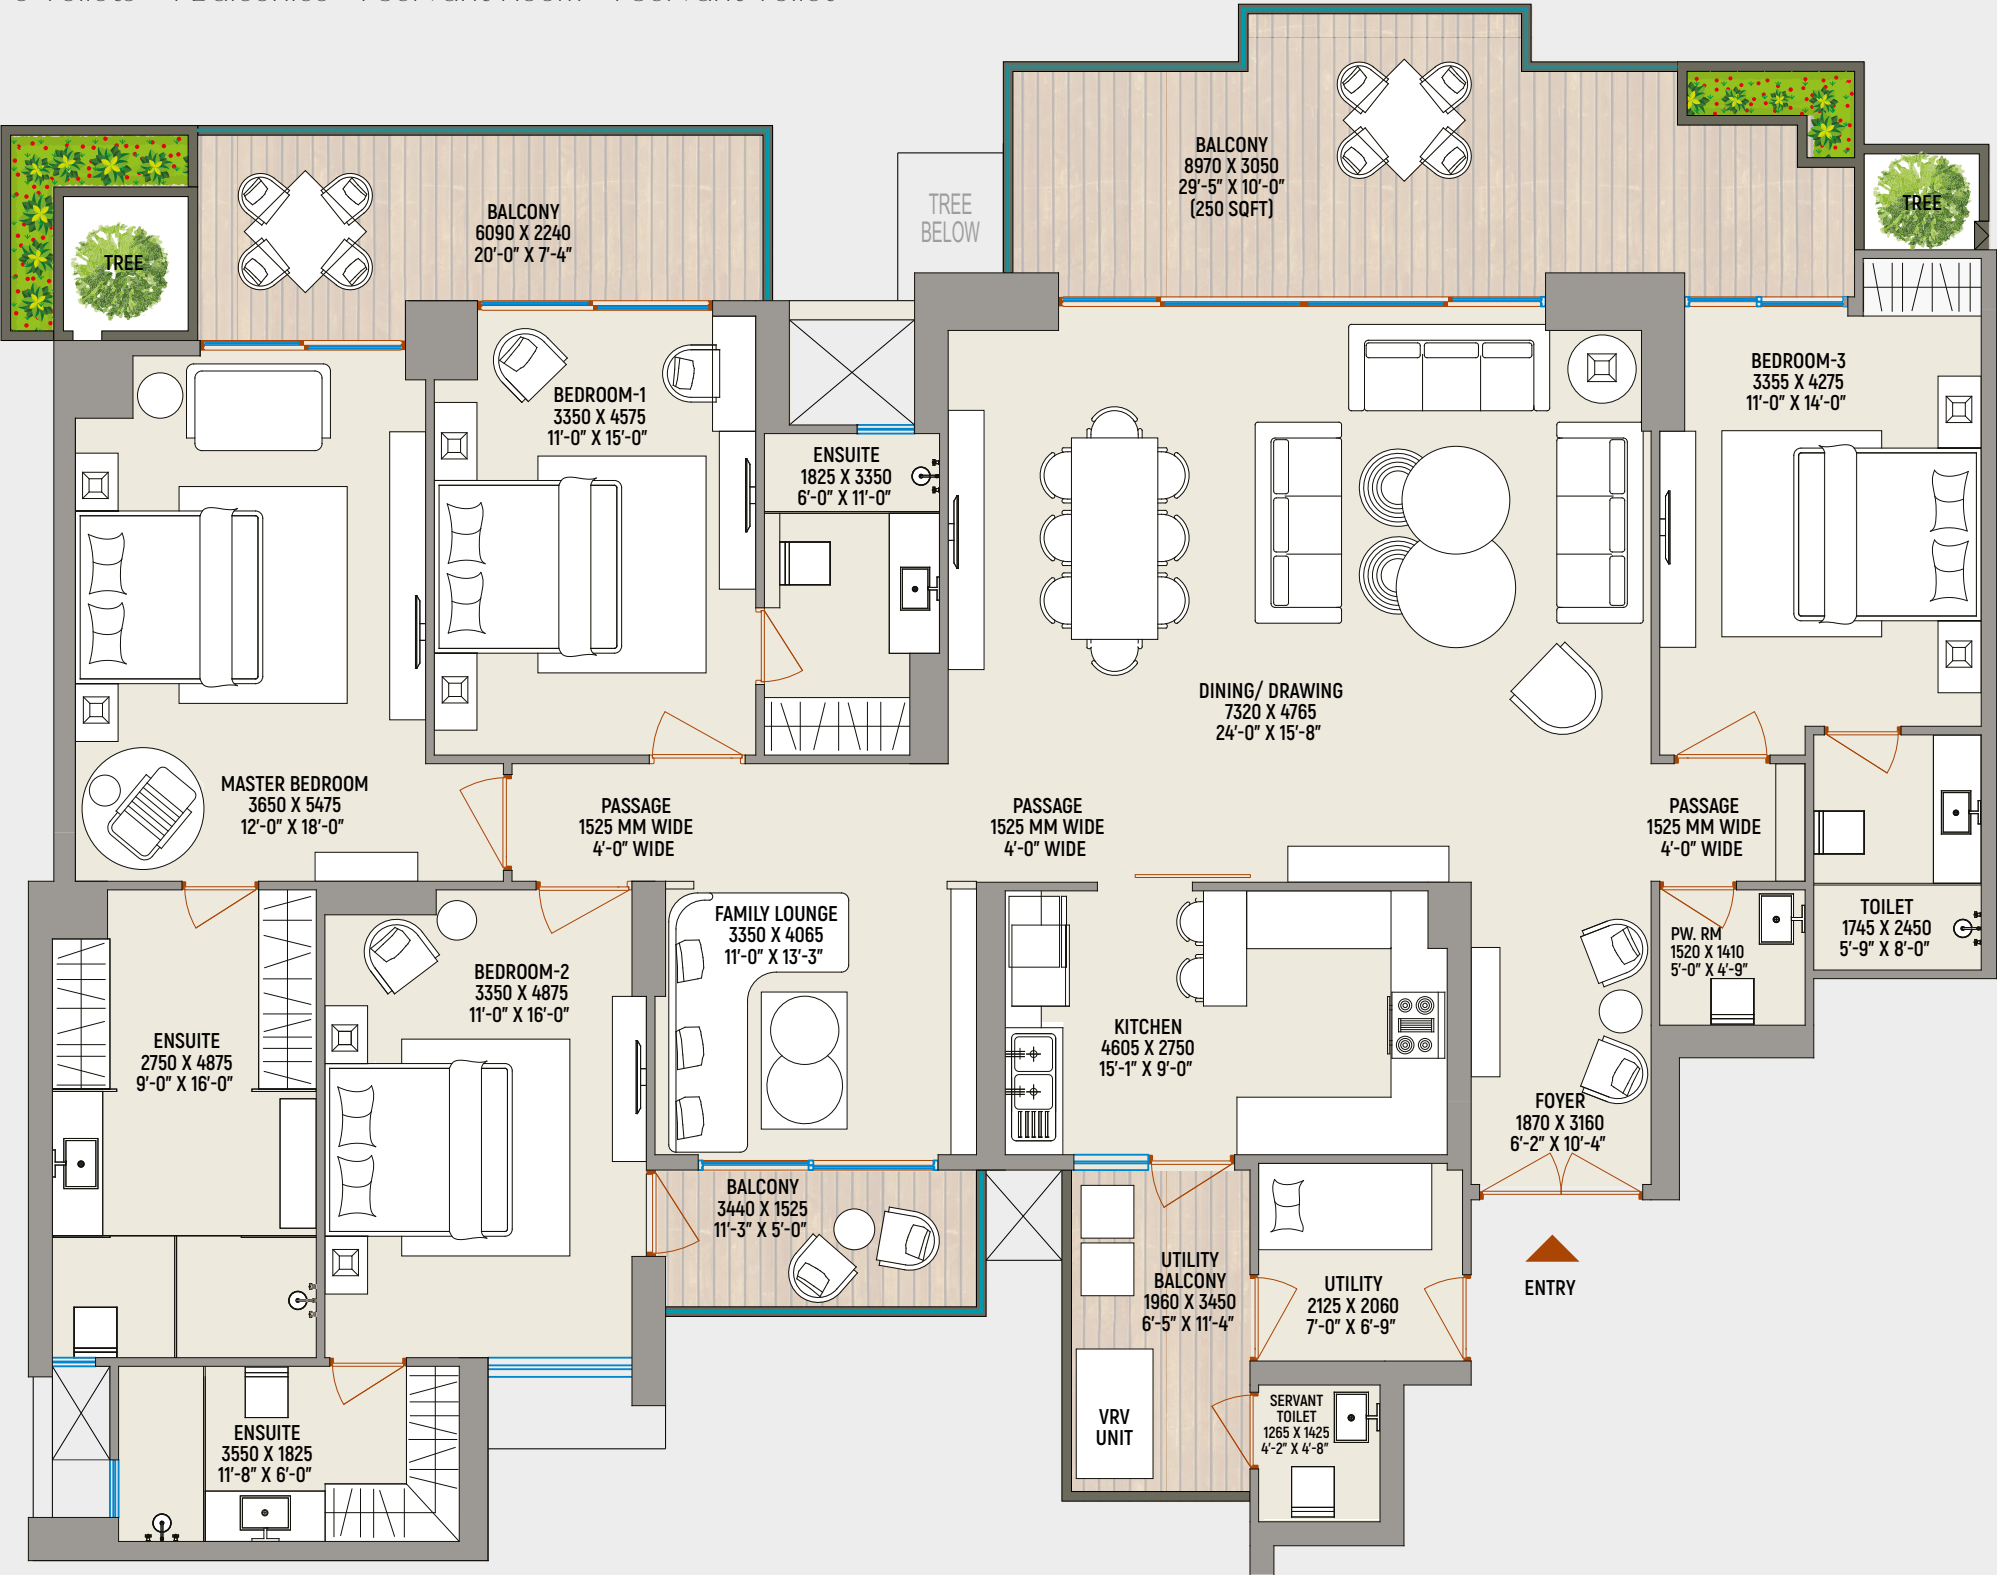 BALCONY
8970 X 3050
29'-5" X 10'-0"
(250 SQFT)
TREE
BELOW
TREE
BALCONY
6090 X 2240
20'-0" X 7'-4"
TREE
BEDROOM-3
3355 X 4275
11'-0" X 14'-0"
BEDROOM-1
3350 X 4575
11'-0" X 15'-0"
ENSUITE
1825 X 3350
6'-0" X 11'-0"
DINING/ DRAWING
7320 X 4765
24'-0" X 15'-8"
MASTER BEDROOM
3650 X 5475
12'-0" X 18'-0"
PASSAGE
1525 MM WIDE
4'-0" WIDE
PASSAGE
1525 MM WIDE
4'-0" WIDE
PASSAGE
1525 MM WIDE
4'-0" WIDE
FAMILY LOUNGE
3350 X 4065
11'-0" X 13'-3"
PW. RM
1520 X 1410
5'-0" X 4'-9"
TOILET
1745 X 2450
5'-9" X 8'-0"
BEDROOM-2
3350 X 4875
11'-0" X 16'-0"
ENSUITE
2750 X 4875
9'-0" X 16'-0"
KITCHEN
4605 X 2750
15'-1" X 9'-0"
FOYER
1870 X 3160
6'-2" X 10'-4"
BALCONY
3440 X 1525
11'-3" X 5'-0"
UTILITY
BALCONY
1960 X 3450
6'-5" X 11'-4"
UTILITY
2125 X 2060
7'-0" X 6'-9"
ENTRY
VRV
UNIT
SERVANT
TOILET
1265 X 1425
4'-2" X 4'-8"
ENSUITE
3550 X 1825
11'-8" X 6'-0"